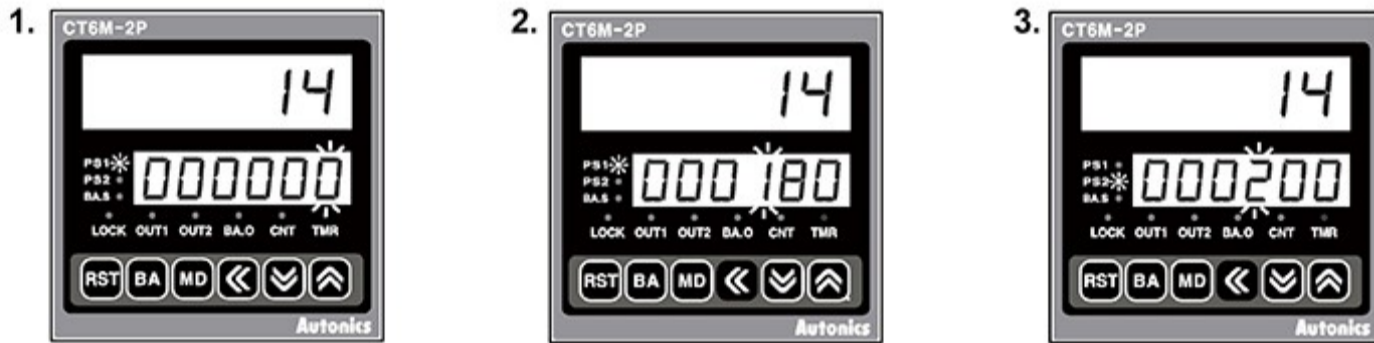 1.
CT6M-2P
14
PS1
000000
PS2
BA.S
LOCK OUT1 OUT2 BA.O CNT TMR
RST BA MD
Autonics
2.
CT6M-2P
14
PS1
000180
PS2
BA.S
LOCK OUT1 OUT2 BA.O CNT TMR
RST BA MD
Autonics
3.
CT6M-2P
14
PS1
000200
PS2
BA.S
LOCK OUT1 OUT2 BA.O CNT TMR
RST BA MD
Autonics